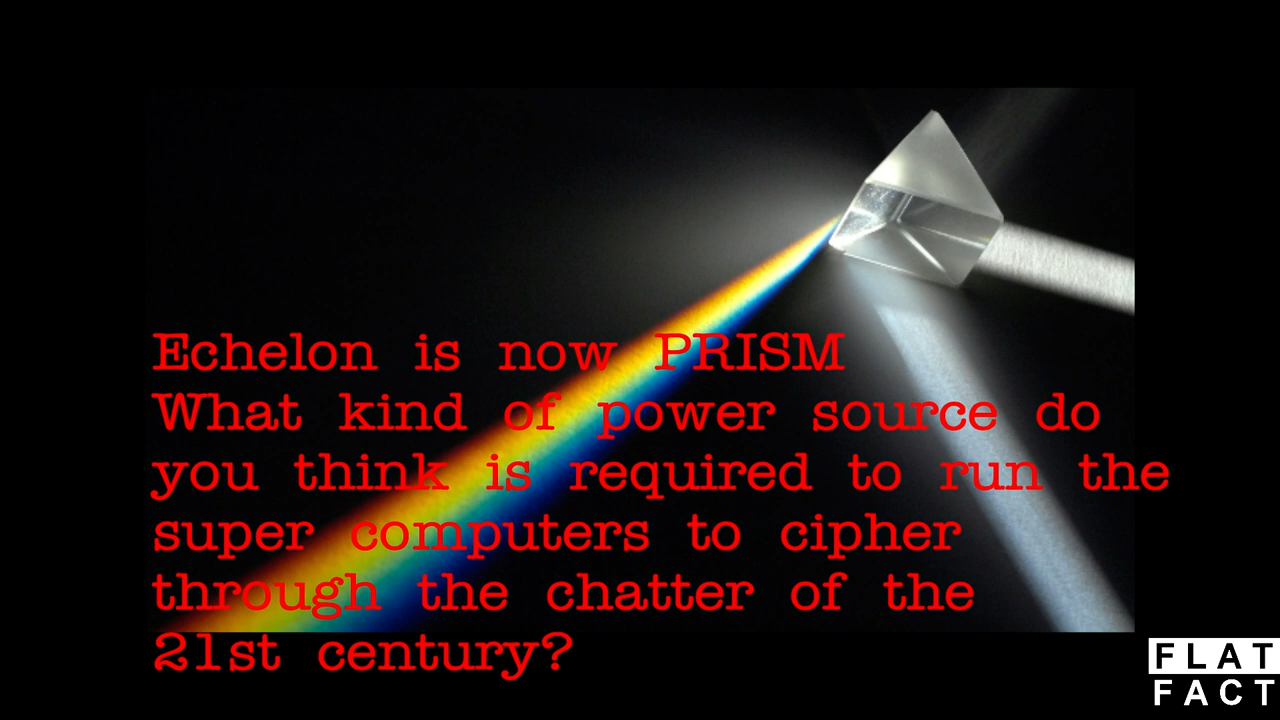 Echelon is now PRISM
What kind of power source do
you think is required to run the
super computers to cipher
through the chatter of the
21st century?
FLAT
FACT